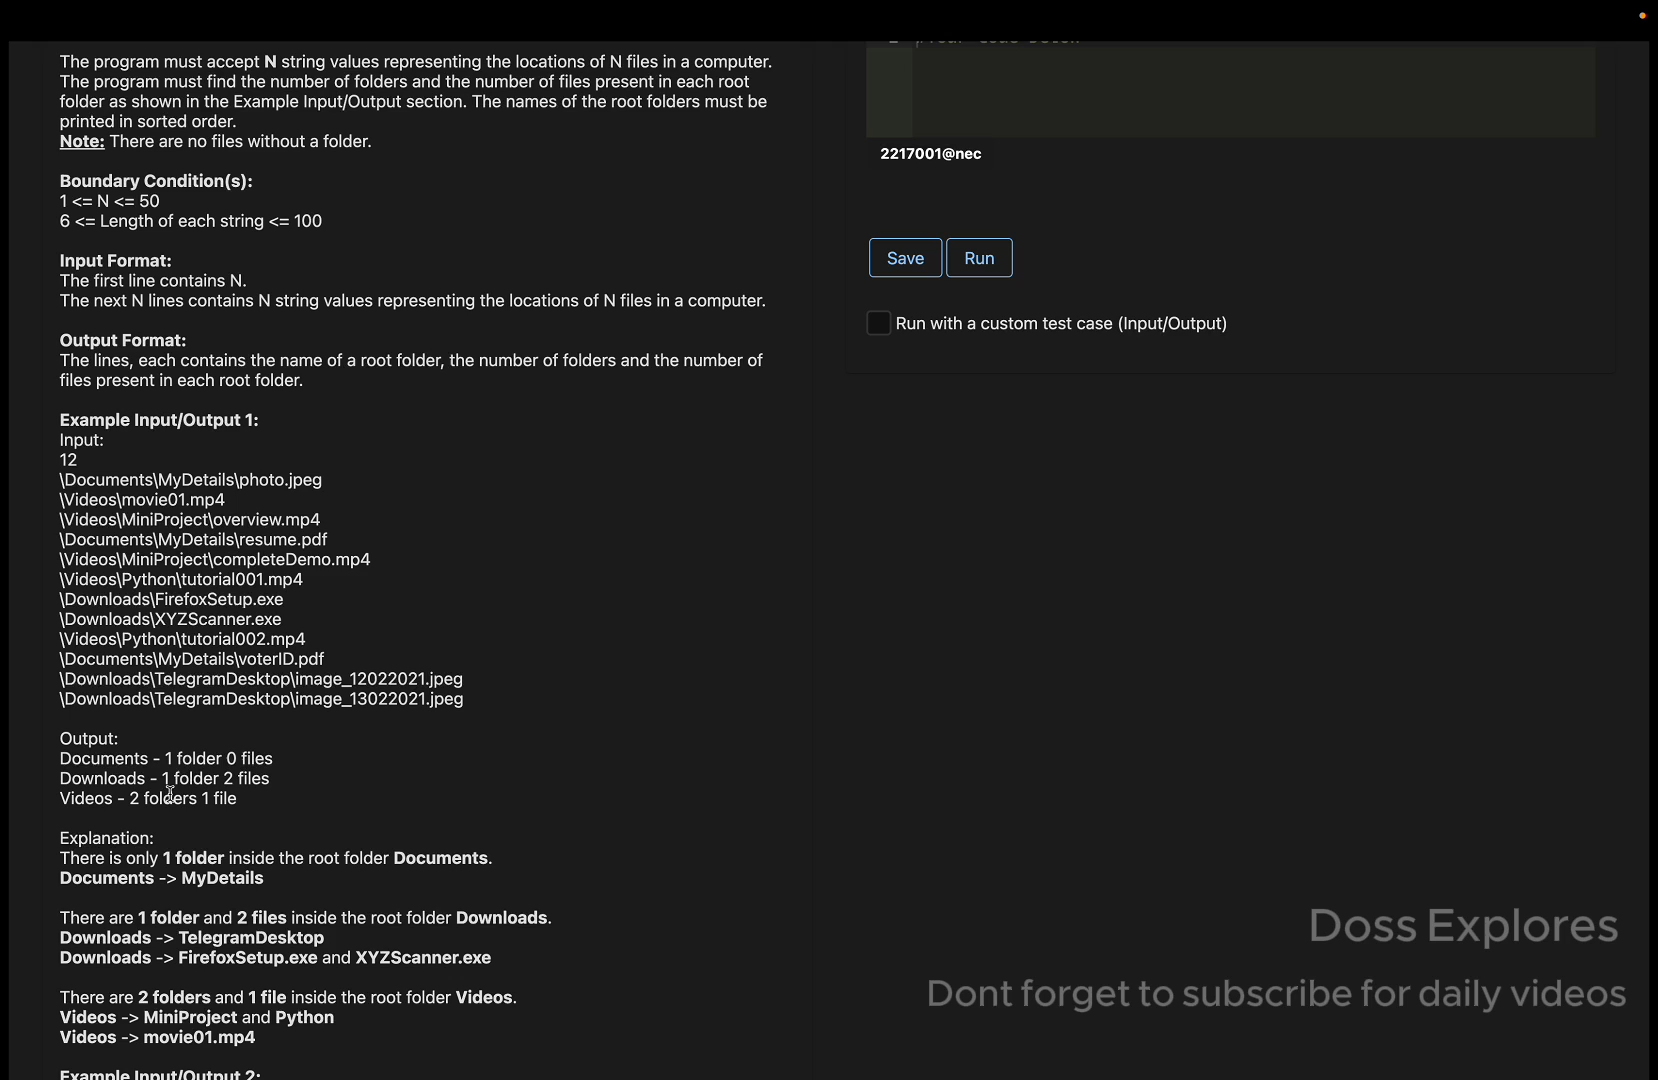 The program must accept N string values representing the locations of N files in a computer.
The program must find the number of folders and the number of files present in each root
folder as shown in the Example Input/Output section. The names of the root folders must be
printed in sorted order.
Note: There are no files without a folder.
Boundary Condition(s):
1 <= N <= 50
6 <= Length of each string <= 100
Input Format:
The first line contains N.
The next N lines contains N string values representing the locations of N files in a computer.
Output Format:
The lines, each contains the name of a root folder, the number of folders and the number of
files present in each root folder.
Example Input/Output 1:
Input:
12
\Documents\MyDetails\photo.jpeg
\Videos\movie01.mp4
\Videos\MiniProject\overview.mp4
\Documents\MyDetails\resume.pdf
\Videos\MiniProject\completeDemo.mp4
\Videos\Python\tutorial001.mp4
\Downloads\FirefoxSetup.exe
\Downloads\XYZScanner.exe
\Videos\Python\tutorial002.mp4
\Documents\MyDetails\voterID.pdf
\Downloads\TelegramDesktop\image_12022021.jpeg
\Downloads\TelegramDesktop\image_13022021.jpeg
Output:
Documents - 1 folder 0 files
Downloads - 1 folder 2 files
Videos - 2 folders 1 file
Explanation:
There is only 1 folder inside the root folder Documents.
Documents -> MyDetails
There are 1 folder and 2 files inside the root folder Downloads.
Downloads -> TelegramDesktop
Downloads -> FirefoxSetup.exe and XYZScanner.exe
There are 2 folders and 1 file inside the root folder Videos.
Videos -> MiniProject and Python
Videos -> movie01.mp4
Example Input/Output 2:
2217001@nec
Save Run
Run with a custom test case (Input/Output)
Doss Explores
Dont forget to subscribe for daily videos